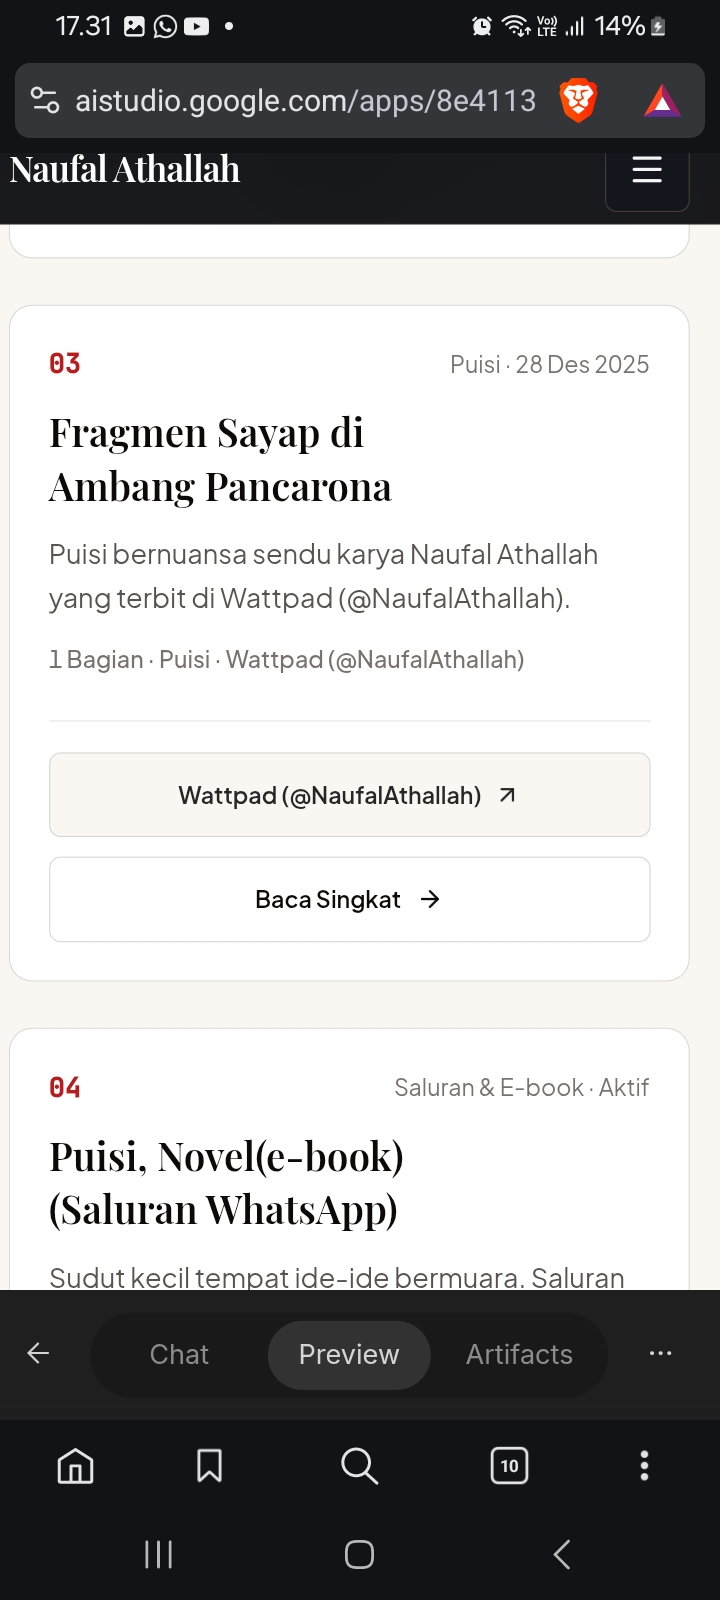 17.31
Vo))
LTE
14%
aistudio.google.com/apps/8e4113
Naufal Athallah
03
Puisi · 28 Des 2025
Fragmen Sayap di
Ambang Pancarona
Puisi bernuansa sendu karya Naufal Athallah
yang terbit di Wattpad (@NaufalAthallah).
1 Bagian · Puisi · Wattpad (@NaufalAthallah)
Wattpad (@NaufalAthallah)
Baca Singkat
04
Saluran & E-book · Aktif
Puisi, Novel(e-book)
(Saluran WhatsApp)
Sudut kecil tempat ide-ide bermuara. Saluran
Chat
Preview
Artifacts
10